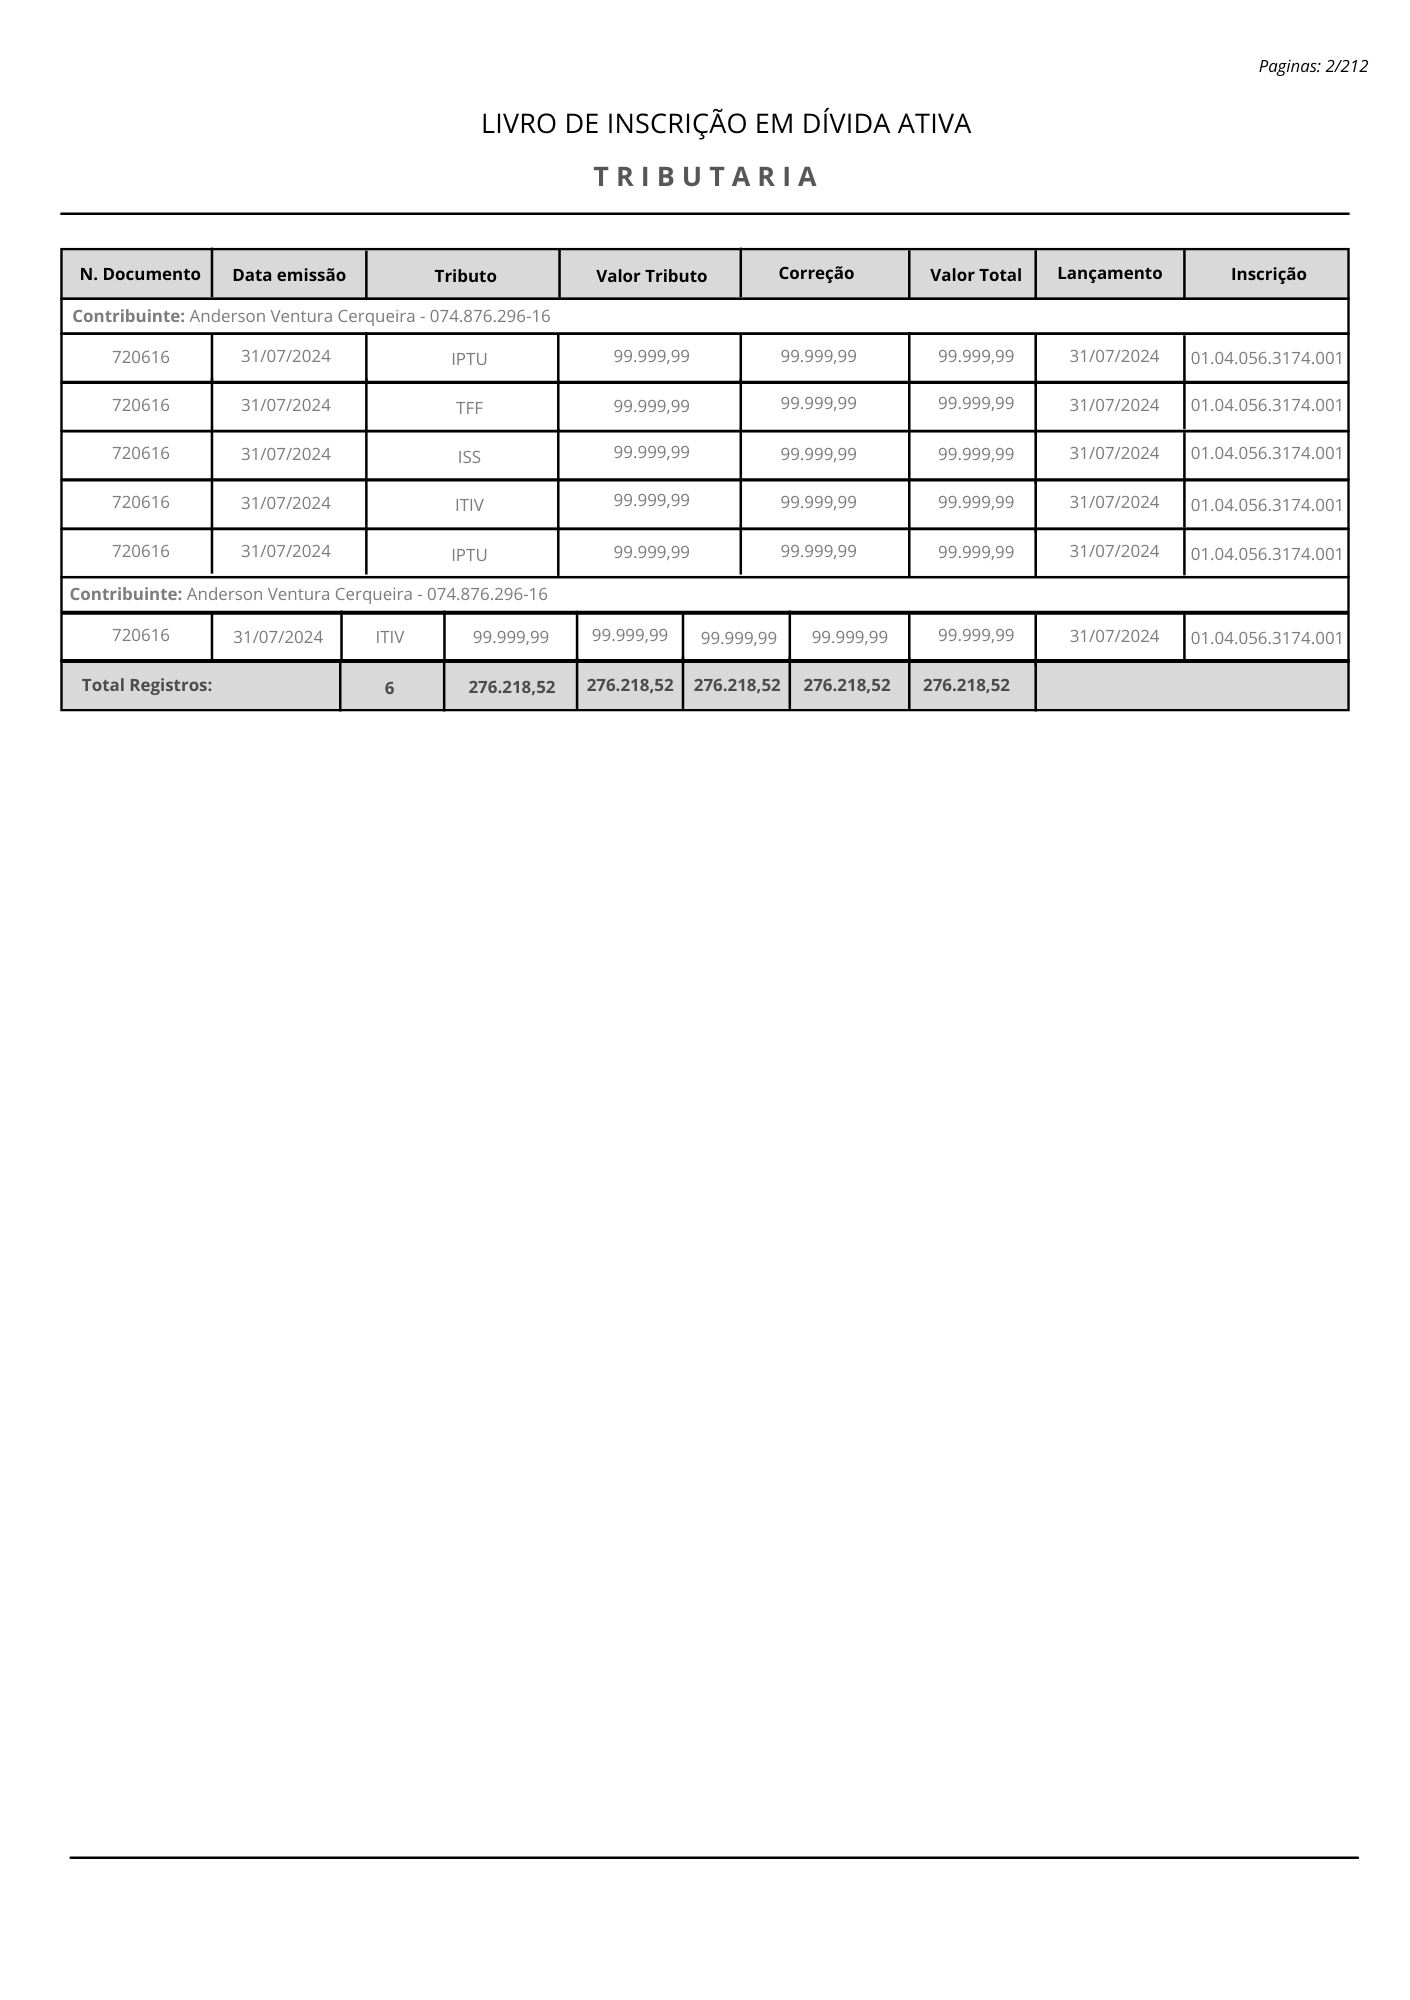 Paginas: 2/212
LIVRO DE INSCRIÇÃO EM DÍVIDA ATIVA
TRIBUTARIA
N. Documento Data emissão Tributo Valor Tributo Correção Valor Total Lançamento Inscrição
Contribuinte: Anderson Ventura Cerqueira - 074.876.296-16
720616 31/07/2024 IPTU 99.999,99 99.999,99 99.999,99 31/07/2024 01.04.056.3174.001
720616 31/07/2024 TFF 99.999,99 99.999,99 99.999,99 31/07/2024 01.04.056.3174.001
720616 31/07/2024 ISS 99.999,99 99.999,99 99.999,99 31/07/2024 01.04.056.3174.001
720616 31/07/2024 ITIV 99.999,99 99.999,99 99.999,99 31/07/2024 01.04.056.3174.001
720616 31/07/2024 IPTU 99.999,99 99.999,99 99.999,99 31/07/2024 01.04.056.3174.001
Contribuinte: Anderson Ventura Cerqueira - 074.876.296-16
720616 31/07/2024 ITIV 99.999,99 99.999,99 99.999,99 99.999,99 99.999,99 31/07/2024 01.04.056.3174.001
Total Registros: 6 276.218,52 276.218,52 276.218,52 276.218,52 276.218,52